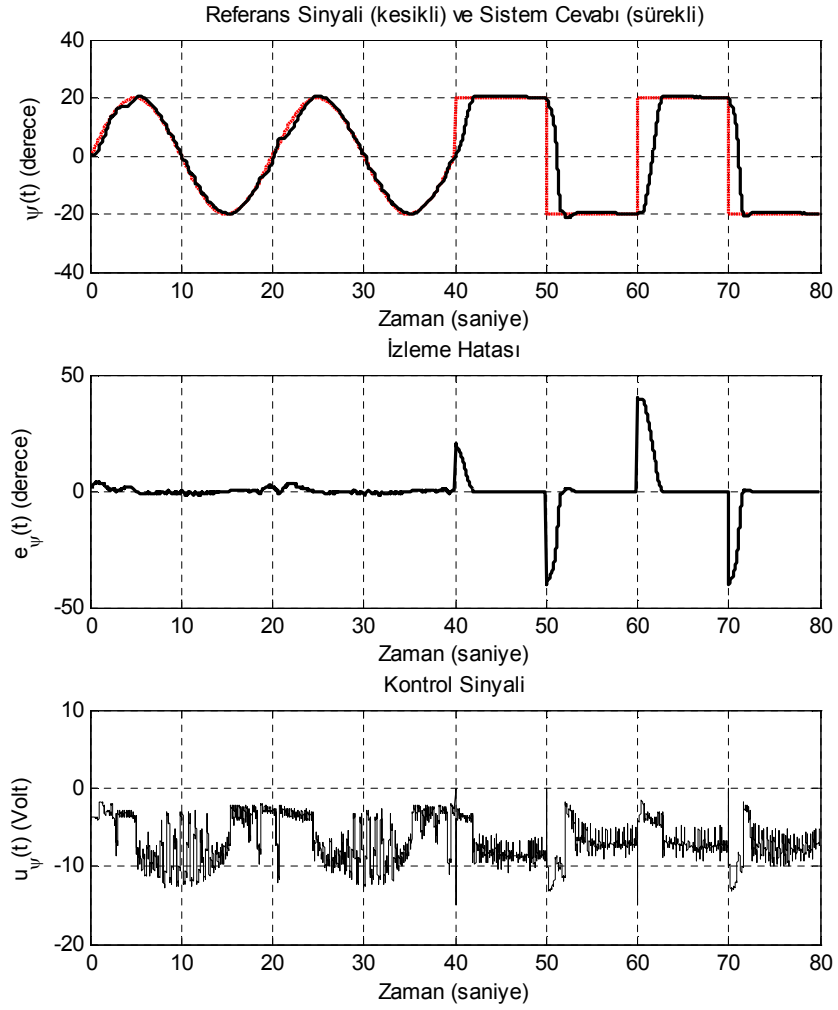 Referans Sinyali (kesikli) ve Sistem Cevabı (sürekli)
40
20
0
-20
-40
ψ(t) (derece)
0 10 20 30 40 50 60 70 80
Zaman (saniye)
İzleme Hatası
50
0
-50
e_ψ(t) (derece)
0 10 20 30 40 50 60 70 80
Zaman (saniye)
Kontrol Sinyali
10
0
-10
-20
u_ψ(t) (Volt)
0 10 20 30 40 50 60 70 80
Zaman (saniye)